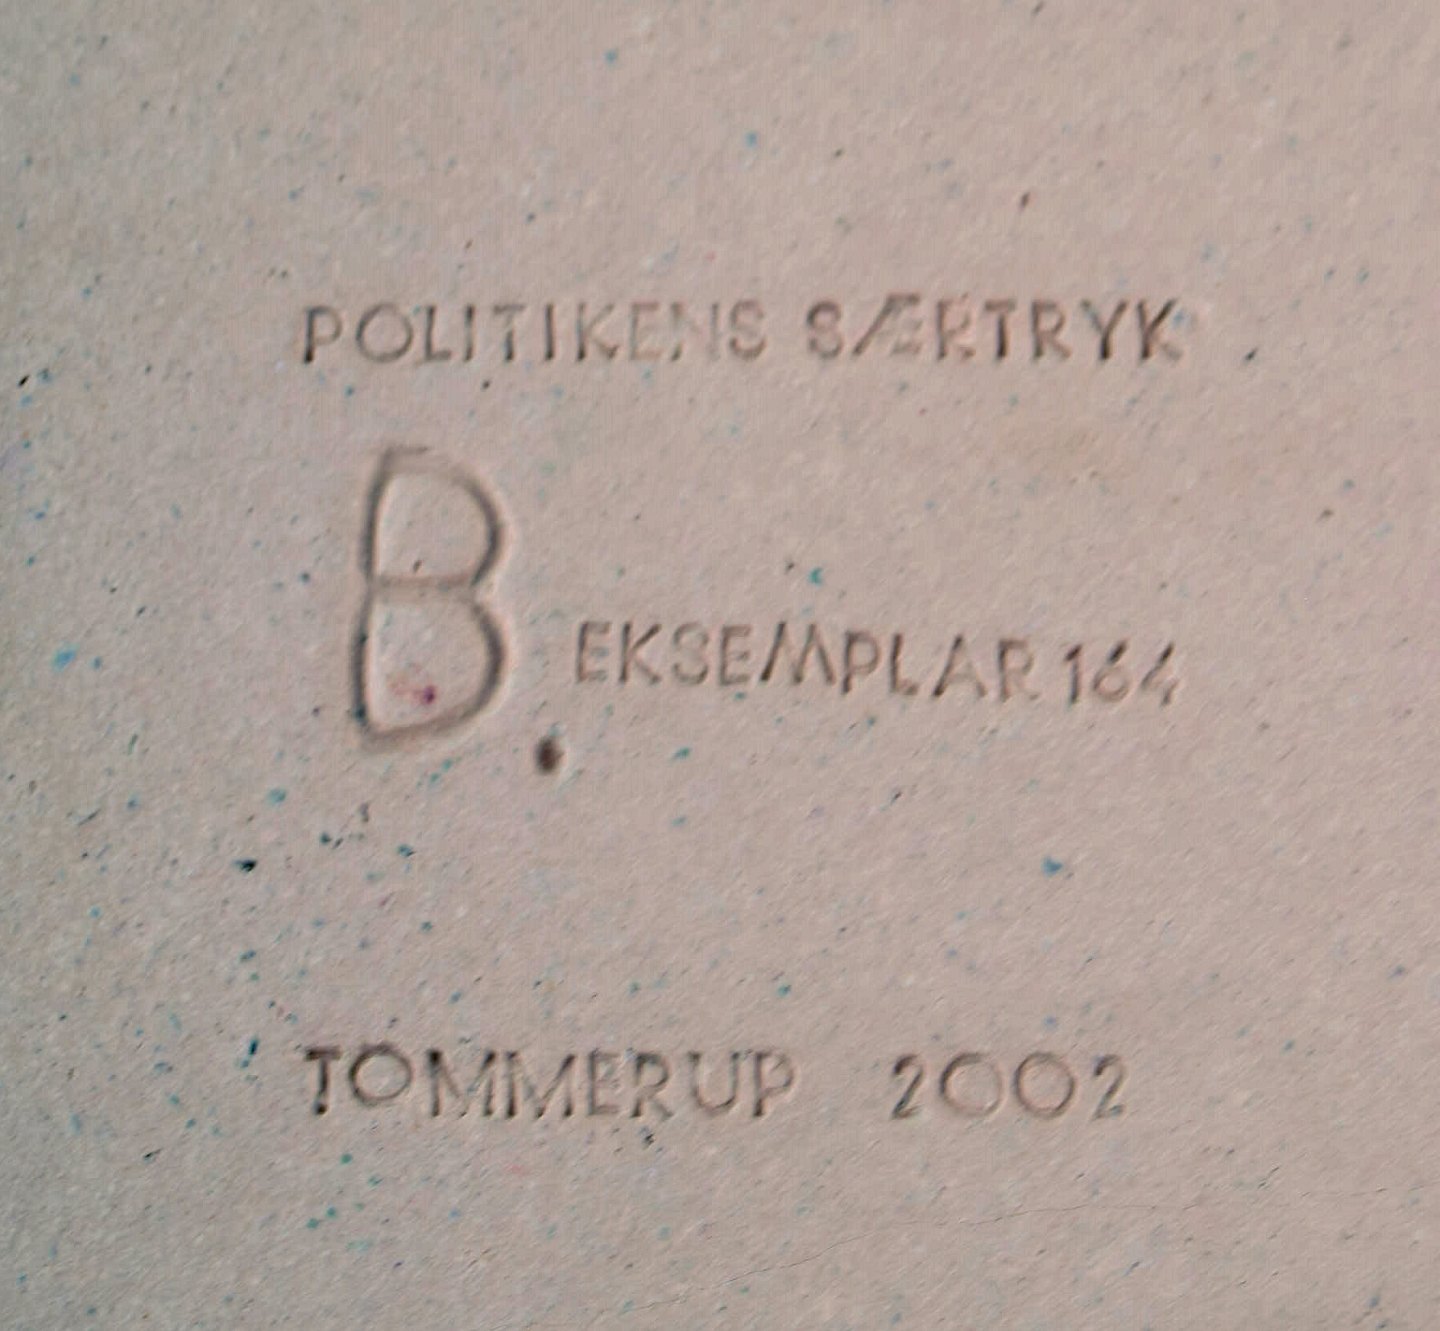 POLITIKENS SÆRTRYK
B. EKSEMPLAR 164
TOMMERUP 2002